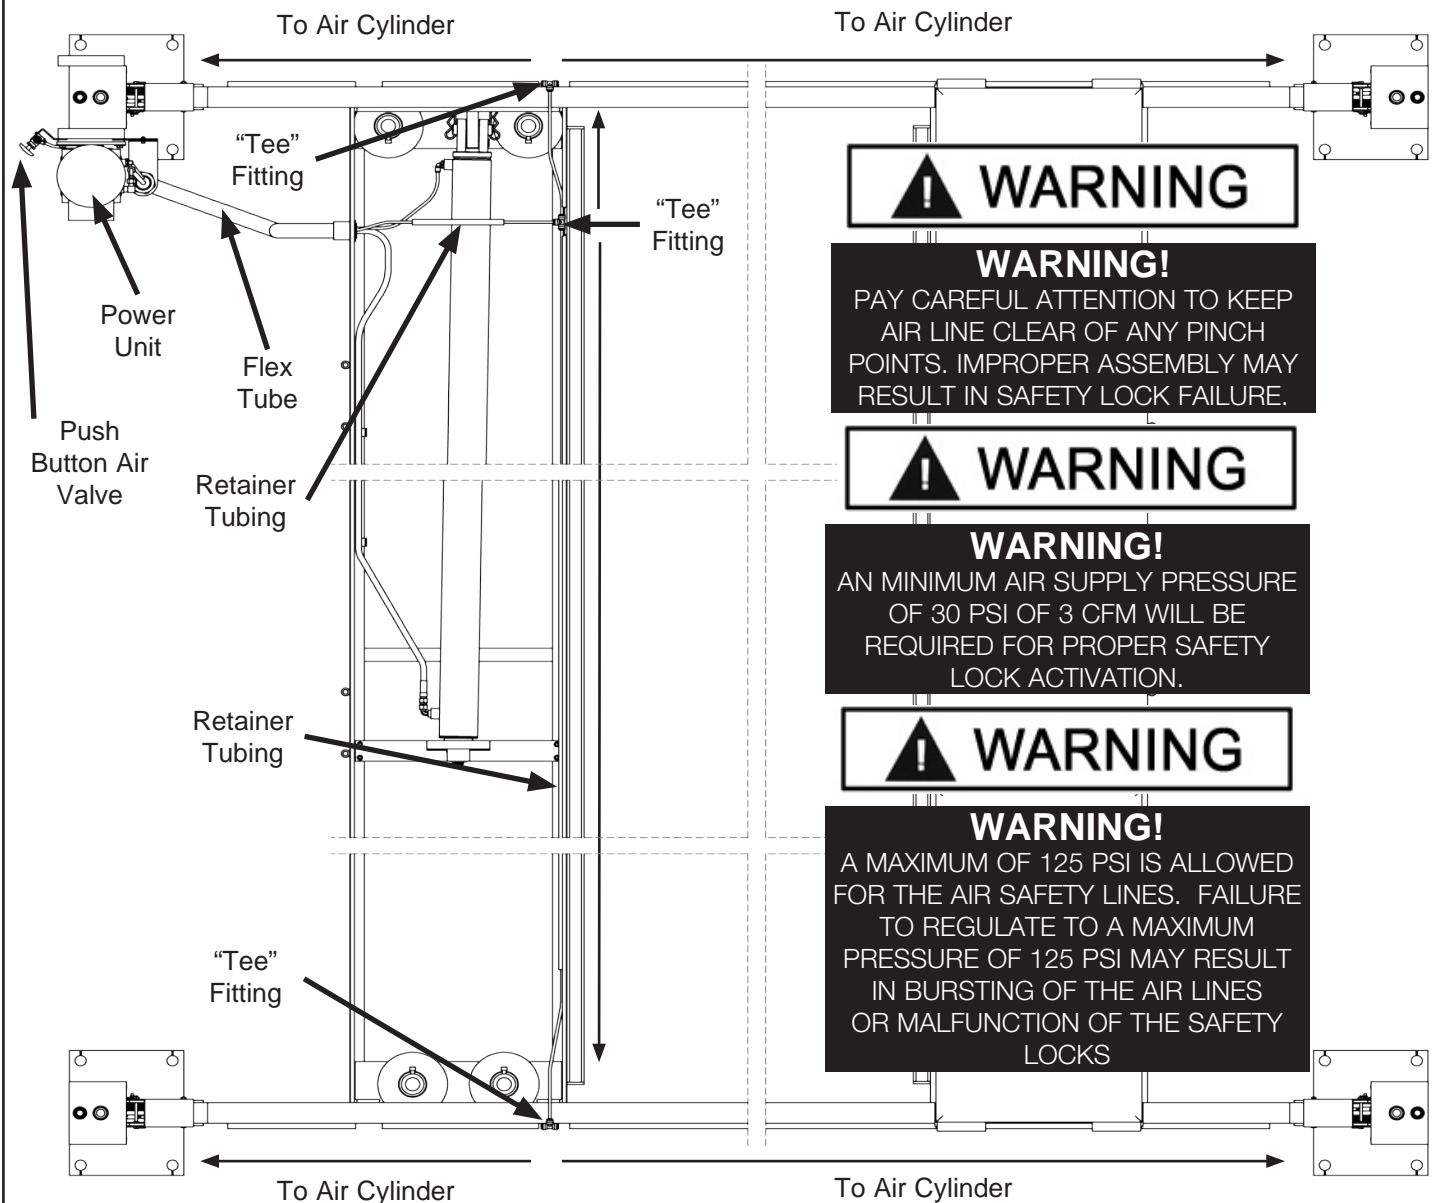 To Air Cylinder
To Air Cylinder
“Tee”
Fitting
“Tee”
Fitting
Power
Unit
Flex
Tube
Push
Button Air
Valve
Retainer
Tubing
Retainer
Tubing
“Tee”
Fitting
WARNING
WARNING!
PAY CAREFUL ATTENTION TO KEEP
AIR LINE CLEAR OF ANY PINCH
POINTS. IMPROPER ASSEMBLY MAY
RESULT IN SAFETY LOCK FAILURE.
WARNING
WARNING!
AN MINIMUM AIR SUPPLY PRESSURE
OF 30 PSI OF 3 CFM WILL BE
REQUIRED FOR PROPER SAFETY
LOCK ACTIVATION.
WARNING
WARNING!
A MAXIMUM OF 125 PSI IS ALLOWED
FOR THE AIR SAFETY LINES. FAILURE
TO REGULATE TO A MAXIMUM
PRESSURE OF 125 PSI MAY RESULT
IN BURSTING OF THE AIR LINES
OR MALFUNCTION OF THE SAFETY
LOCKS
To Air Cylinder
To Air Cylinder